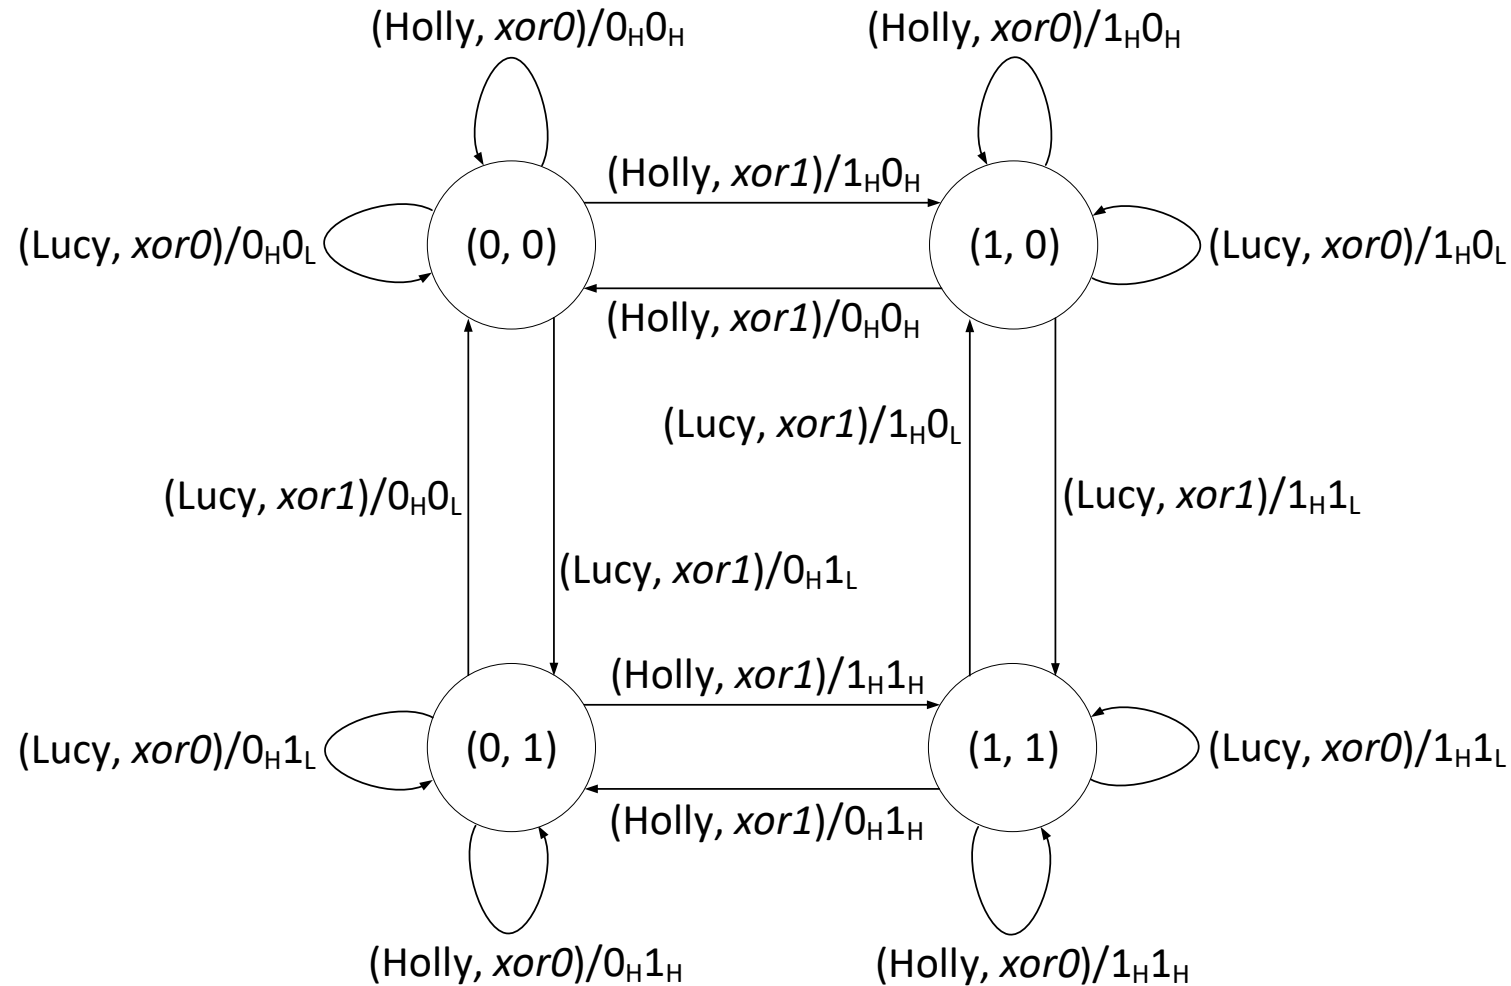 (Holly, xor0)/0H0H
(Holly, xor0)/1H0H
(Holly, xor1)/1H0H
(Lucy, xor0)/0H0L
(0, 0)
(1, 0)
(Lucy, xor0)/1H0L
(Holly, xor1)/0H0H
(Lucy, xor1)/1H0L
(Lucy, xor1)/0H0L
(Lucy, xor1)/1H1L
(Lucy, xor1)/0H1L
(Holly, xor1)/1H1H
(Lucy, xor0)/0H1L
(0, 1)
(1, 1)
(Lucy, xor0)/1H1L
(Holly, xor1)/0H1H
(Holly, xor0)/0H1H
(Holly, xor0)/1H1H